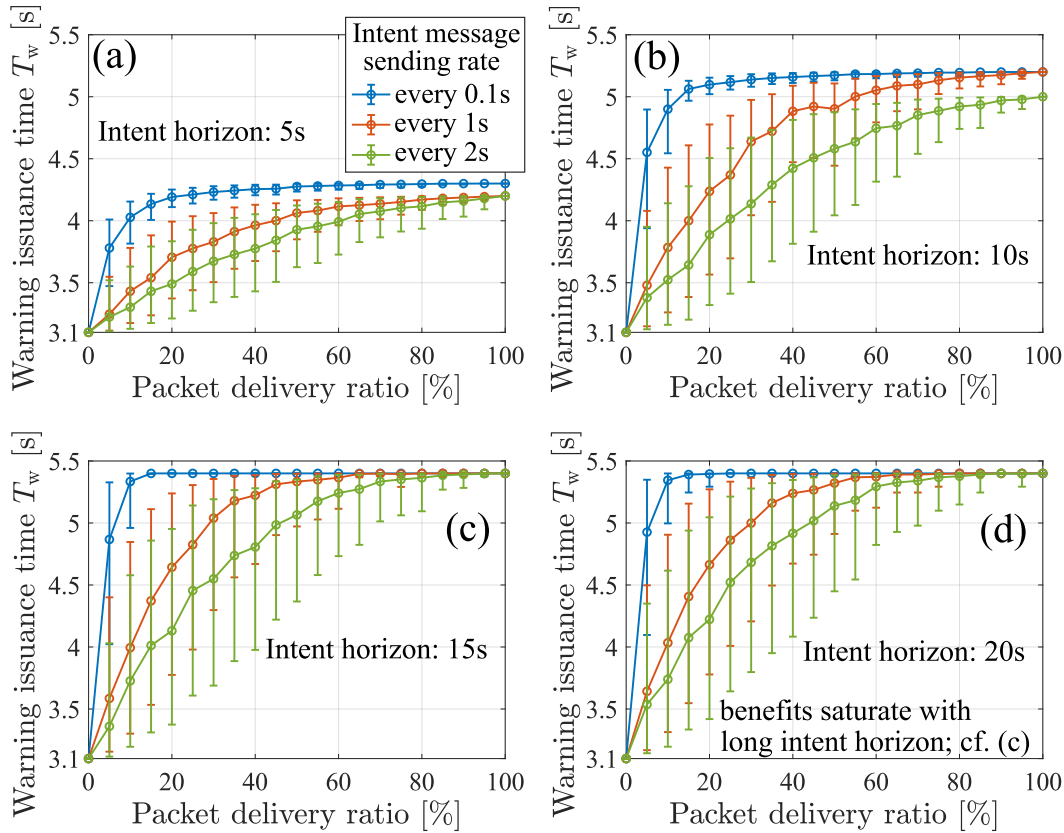 (a)
Intent message
sending rate
every 0.1s
every 1s
every 2s
Intent horizon: 5s
Warning issuance time T_w [s]
5.5
5
4.5
4
3.5
3.1
0
20
40
60
80
100
Packet delivery ratio [%]
(b)
Intent horizon: 10s
Warning issuance time T_w [s]
5.5
5
4.5
4
3.5
3.1
0
20
40
60
80
100
Packet delivery ratio [%]
(c)
Intent horizon: 15s
Warning issuance time T_w [s]
5.5
5
4.5
4
3.5
3.1
0
20
40
60
80
100
Packet delivery ratio [%]
(d)
Intent horizon: 20s
benefits saturate with
long intent horizon; cf. (c)
Warning issuance time T_w [s]
5.5
5
4.5
4
3.5
3.1
0
20
40
60
80
100
Packet delivery ratio [%]